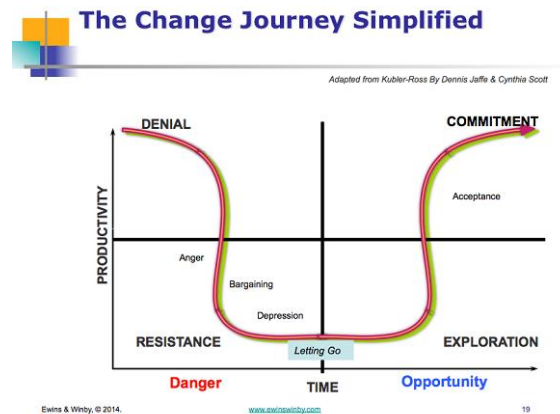 The Change Journey Simplified
Adapted from Kubler-Ross By Dennis Jaffe & Cynthia Scott
DENIAL
COMMITMENT
PRODUCTIVITY
Acceptance
Anger
Bargaining
Depression
RESISTANCE
Letting Go
EXPLORATION
Danger
TIME
Opportunity
Ewins & Winby, © 2014.
www.ewinswinby.com
19